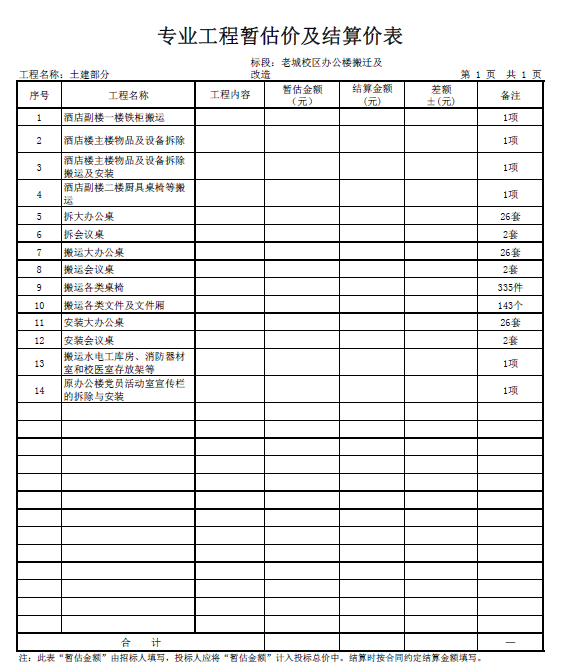 专业工程暂估价及结算价表
标段：老城校区办公楼搬迁及
工程名称：土建部分 改造 第 1 页 共 1 页
序号 工程名称 工程内容 暂估金额（元） 结算金额(元) 差额±(元) 备注
1 酒店副楼一楼铁柜搬运 1项
2 酒店楼主楼物品及设备拆除 1项
3 酒店楼主楼物品及设备拆除
搬运及安装 1项
4 酒店副楼二楼厨具桌椅等搬
运 1项
5 拆大办公桌 26套
6 拆会议桌 2套
7 搬运大办公桌 26套
8 搬运会议桌 2套
9 搬运各类桌椅 335件
10 搬运各类文件及文件厢 143个
11 安装大办公桌 26套
12 安装会议桌 2套
13 搬运水电工库房、消防器材
室和校医室存放架等 1项
14 原办公楼党员活动室宣传栏
的拆除与安装 1项
合 计 —
注：此表“暂估金额”由招标人填写，投标人应将“暂估金额”计入投标总价中。结算时按合同约定结算金额填写。